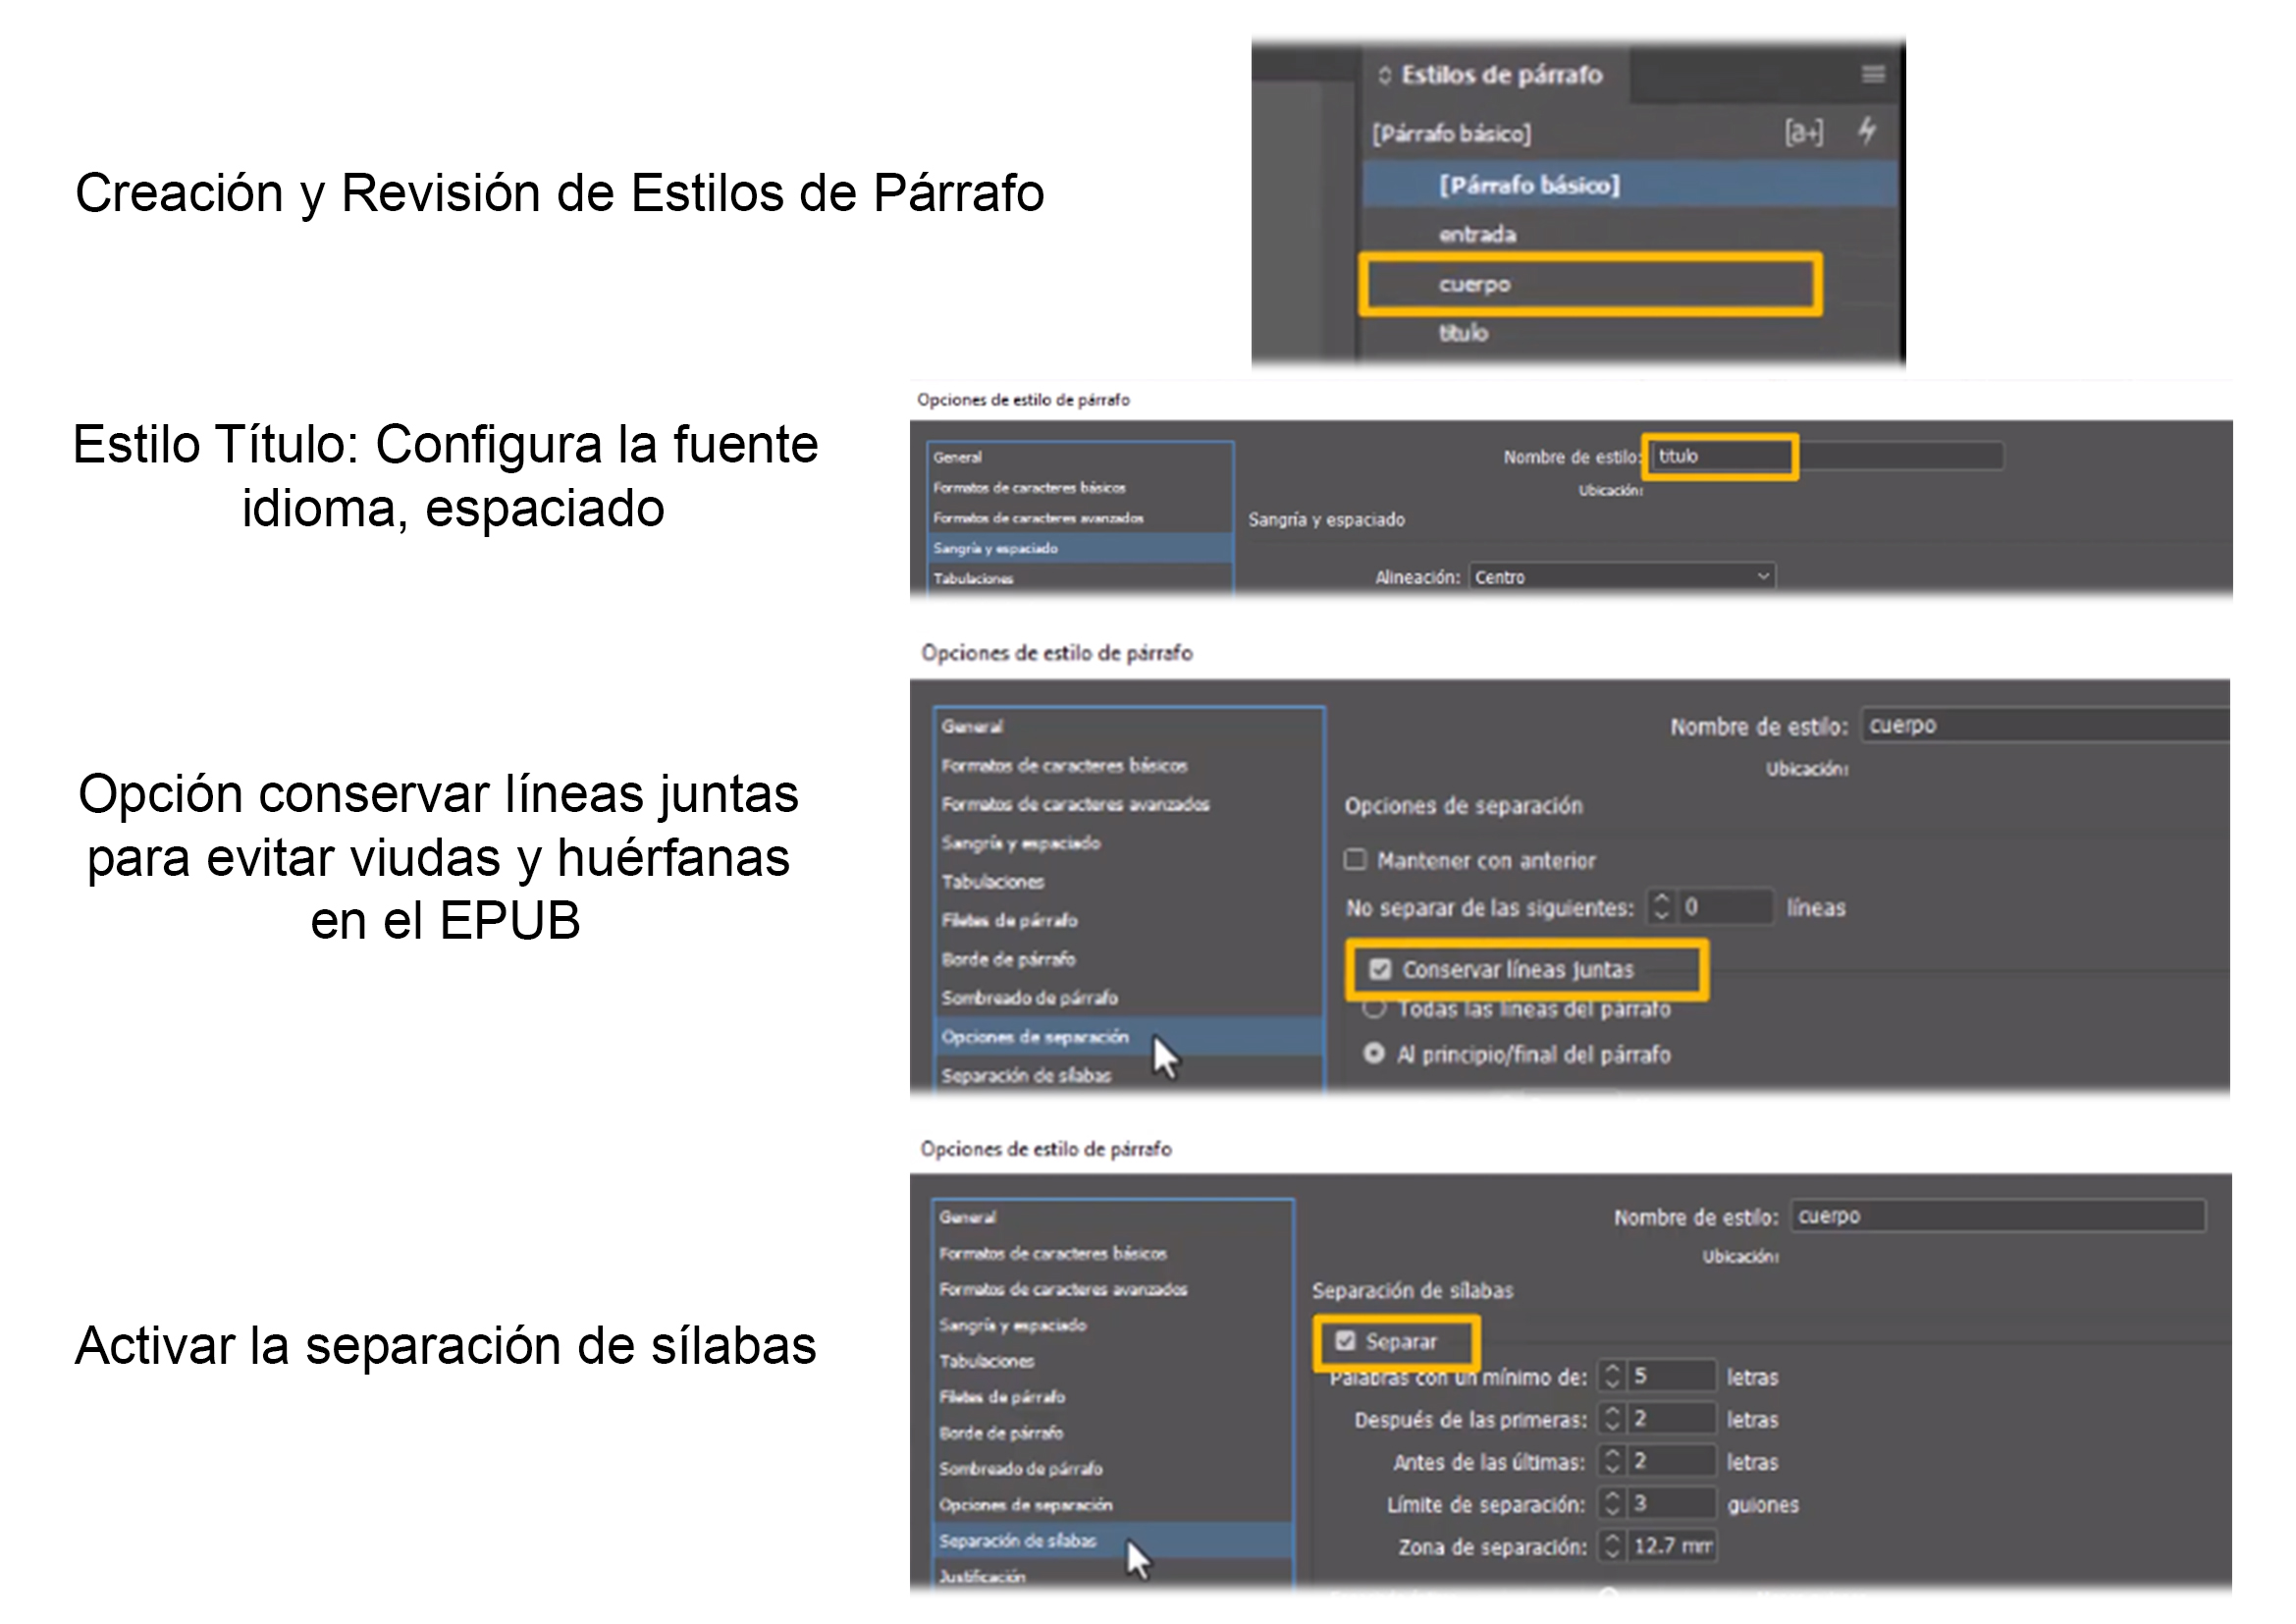 Creación y Revisión de Estilos de Párrafo
Estilos de párrafo
[Párrafo básico] [a+]
[Párrafo básico]
entrada
cuerpo
título
Estilo Título: Configura la fuente
idioma, espaciado
Opciones de estilo de párrafo
General
Formatos de caracteres básicos
Formatos de caracteres avanzados
Sangría y espaciado
Tabulaciones
Nombre de estilo: título
Ubicación:
Sangría y espaciado
Alineación: Centro
Opción conservar líneas juntas
para evitar viudas y huérfanas
en el EPUB
Opciones de estilo de párrafo
General
Formatos de caracteres básicos
Formatos de caracteres avanzados
Sangría y espaciado
Tabulaciones
Filetes de párrafo
Borde de párrafo
Sombreado de párrafo
Opciones de separación
Separación de sílabas
Nombre de estilo: cuerpo
Ubicación:
Opciones de separación
Mantener con anterior
No separar de las siguientes: 0 líneas
Conservar líneas juntas
Todas las líneas del párrafo
Al principio/final del párrafo
Activar la separación de sílabas
Opciones de estilo de párrafo
General
Formatos de caracteres básicos
Formatos de caracteres avanzados
Sangría y espaciado
Tabulaciones
Filetes de párrafo
Borde de párrafo
Sombreado de párrafo
Opciones de separación
Separación de sílabas
Justificación
Nombre de estilo: cuerpo
Ubicación:
Separación de sílabas
Separar
Palabras con un mínimo de: 5 letras
Después de las primeras: 2 letras
Antes de las últimas: 2 letras
Límite de separación: 3 guiones
Zona de separación: 12.7 mm